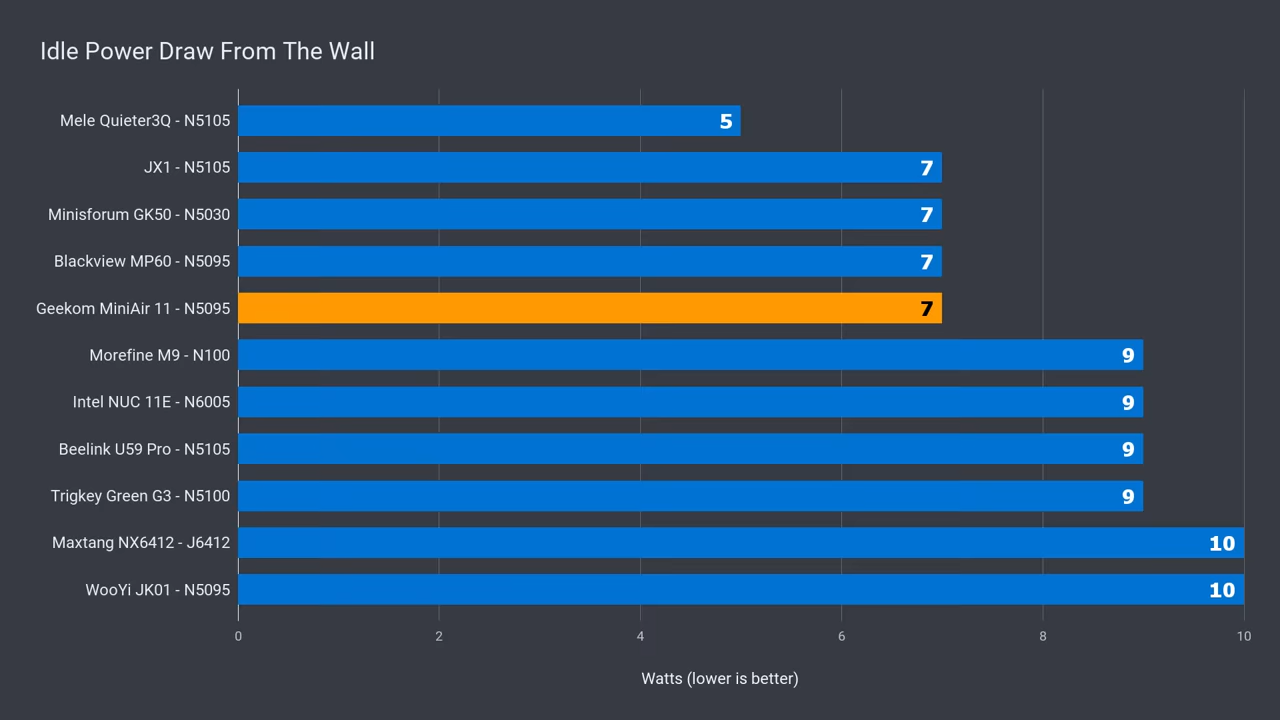 Idle Power Draw From The Wall
Mele Quieter3Q - N5105 5
JX1 - N5105 7
Minisforum GK50 - N5030 7
Blackview MP60 - N5095 7
Geekom MiniAir 11 - N5095 7
Morefine M9 - N100 9
Intel NUC 11E - N6005 9
Beelink U59 Pro - N5105 9
Trigkey Green G3 - N5100 9
Maxtang NX6412 - J6412 10
WooYi JK01 - N5095 10
0 2 4 6 8 10
Watts (lower is better)